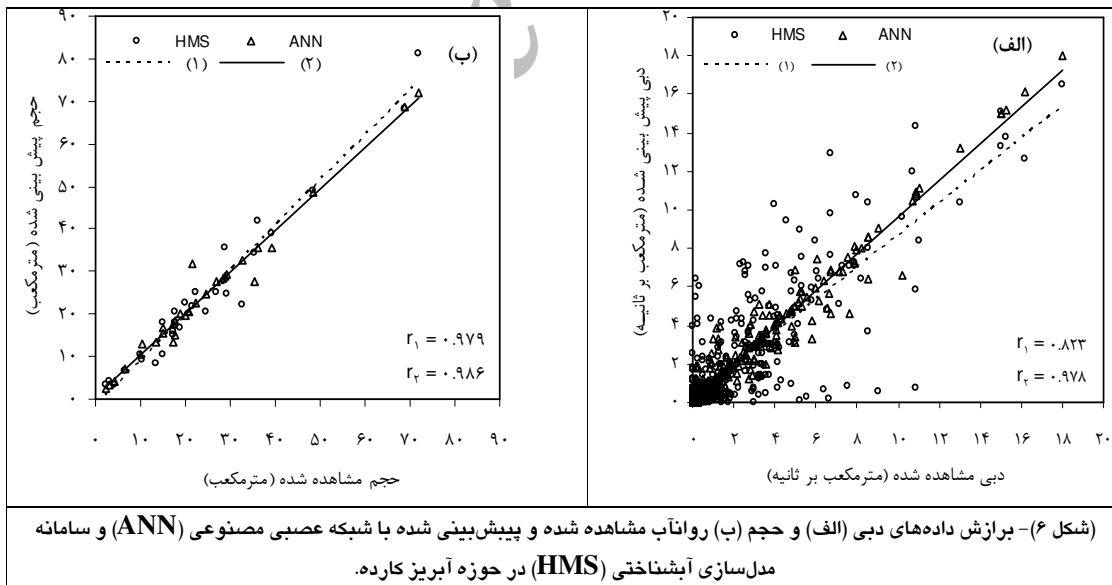 (الف)
HMS ANN
(۱) (۲)
دبی پیش بینی شده (مترمکعب بر ثانیه)
۱۸
۱۶
۱۴
۱۲
۱۰
۸
۶
۴
۲
۰
r۱ = ۰.۸۲۳
r۲ = ۰.۹۷۸
۰ ۲ ۴ ۶ ۸ ۱۰ ۱۲ ۱۴ ۱۶ ۱۸ ۲۰
دبی مشاهده شده (مترمکعب بر ثانیه)
(ب)
HMS ANN
(۱) (۲)
حجم پیش بینی شده (مترمکعب)
۹۰
۸۰
۷۰
۶۰
۵۰
۴۰
۳۰
۲۰
۱۰
۰
r۱ = ۰.۹۷۹
r۲ = ۰.۹۸۶
۰ ۱۰ ۲۰ ۳۰ ۴۰ ۵۰ ۶۰ ۷۰ ۸۰ ۹۰
حجم مشاهده شده (مترمکعب)
(شکل ۶)- برازش داده‌های دبی (الف) و حجم (ب) روانآب مشاهده شده و پیش‌بینی شده با شبکه عصبی مصنوعی (ANN) و سامانه
مدل‌سازی آبشناختی (HMS) در حوزه آبریز کارده.